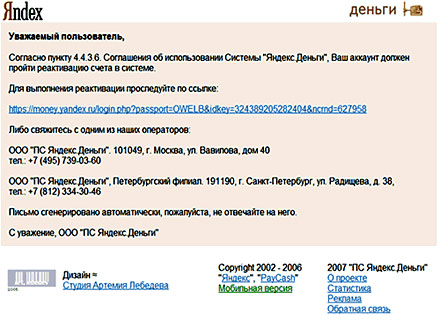 Яndex
деньги
Уважаемый пользователь,
Согласно пункту 4.4.3.6. Соглашения об использовании Системы "Яндекс.Деньги", Ваш аккаунт должен
пройти реактивацию счета в системе.
Для выполнения реактивации проследуйте по ссылке:
https://money.yandex.ru/login.php?passport=OWELB&idkey=324389205282404&ncrnd=627958
Либо свяжитесь с одним из наших операторов:
ООО "ПС Яндекс.Деньги". 101049, г. Москва, ул. Вавилова, дом 40
тел.: +7 (495) 739-03-60
ООО "ПС Яндекс.Деньги", Петербургский филиал. 191190, г. Санкт-Петербург, ул. Радищева, д. 38,
тел.: +7 (812) 334-30-46
Письмо сгенерировано автоматически, пожалуйста, не отвечайте на него.
С уважение, ООО "ПС Яндекс.Деньги"
Дизайн ≈
Студия Артемия Лебедева
Copyright 2002 - 2006
"Яндекс", "PayCash"
Мобильная версия
2007 "ПС Яндекс.Деньги"
О проекте
Статистика
Реклама
Обратная связь